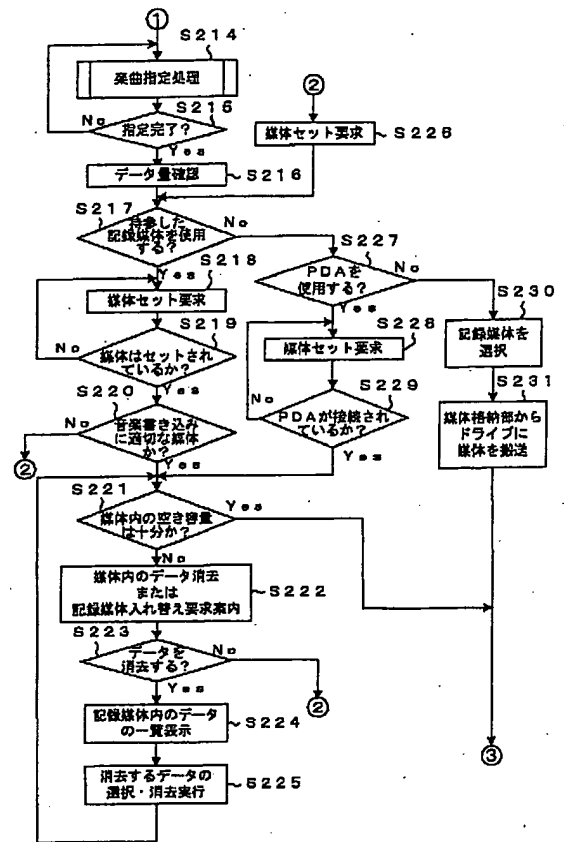 ①
S214
楽曲指定処理
S215
指定完了?
No
Yes
データ量確認
S216
②
媒体セット要求
S226
S217
持参した
記録媒体を使用
する?
No
Yes
S218
媒体セット要求
S219
媒体はセットされ
ているか?
No
Yes
S220
音楽書き込み
に適切な媒体
か?
No
②
Yes
S227
PDAを
使用する?
No
Yes
S228
媒体セット要求
S229
PDAが接続されて
いるか?
No
Yes
S230
記録媒体を
選択
S231
媒体格納部から
ドライブに
媒体を搬送
S221
媒体内の空き容量
は十分か?
Yes
No
媒体内のデータ消去
または
記録媒体入れ替え要求案内
S222
S223
データを
消去する?
No
②
Yes
記録媒体内のデータ
の一覧表示
S224
消去するデータの
選択・消去実行
S225
③